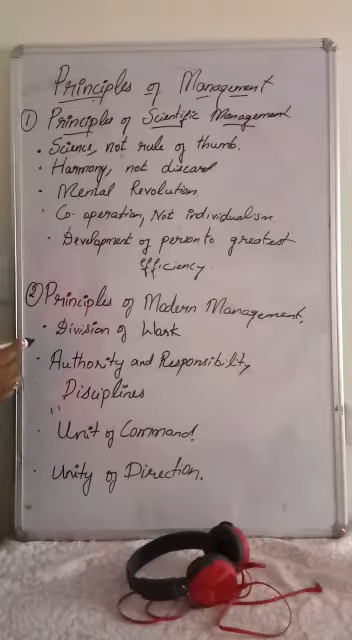 Principles of Management
① Principles of Scientific Management
• Science, not rule of thumb.
• Harmony, not discard
• Mental Revolution
• Co-operation, Not individualism
• Development of person to greatest
efficiency.
② Principles of Modern Management.
• Division of Work
• Authority and Responsibility
Disciplines
• Unit of Command.
• Unity of Direction.